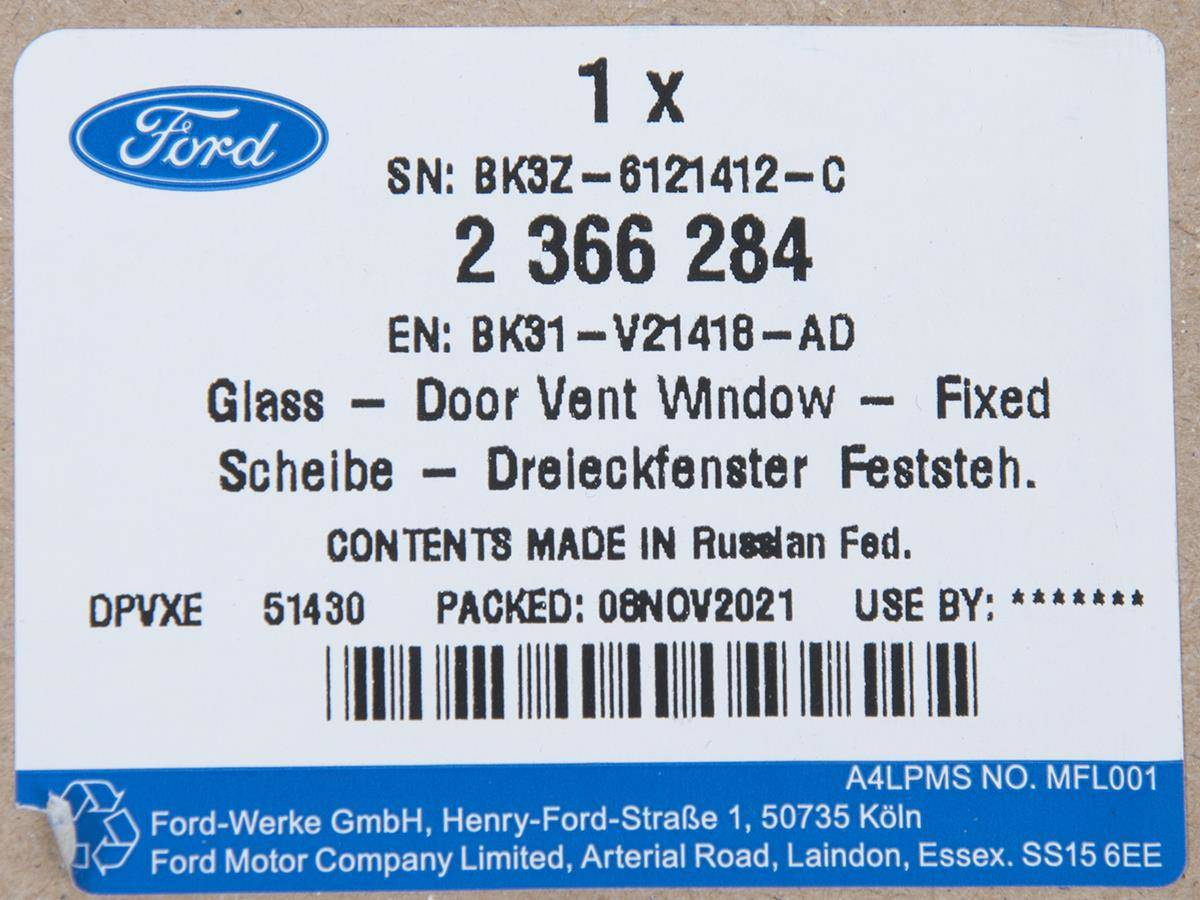 Ford
1 x
SN: BK3Z-6121412-C
2 366 284
EN: BK31-V21418-AD
Glass - Door Vent Window - Fixed
Scheibe - Dreieckfenster Feststeh.
CONTENTS MADE IN Russian Fed.
DPVXE 51430 PACKED: 08NOV2021 USE BY: *******
A4LPMS NO. MFL001
Ford-Werke GmbH, Henry-Ford-Straße 1, 50735 Köln
Ford Motor Company Limited, Arterial Road, Laindon, Essex. SS15 6EE